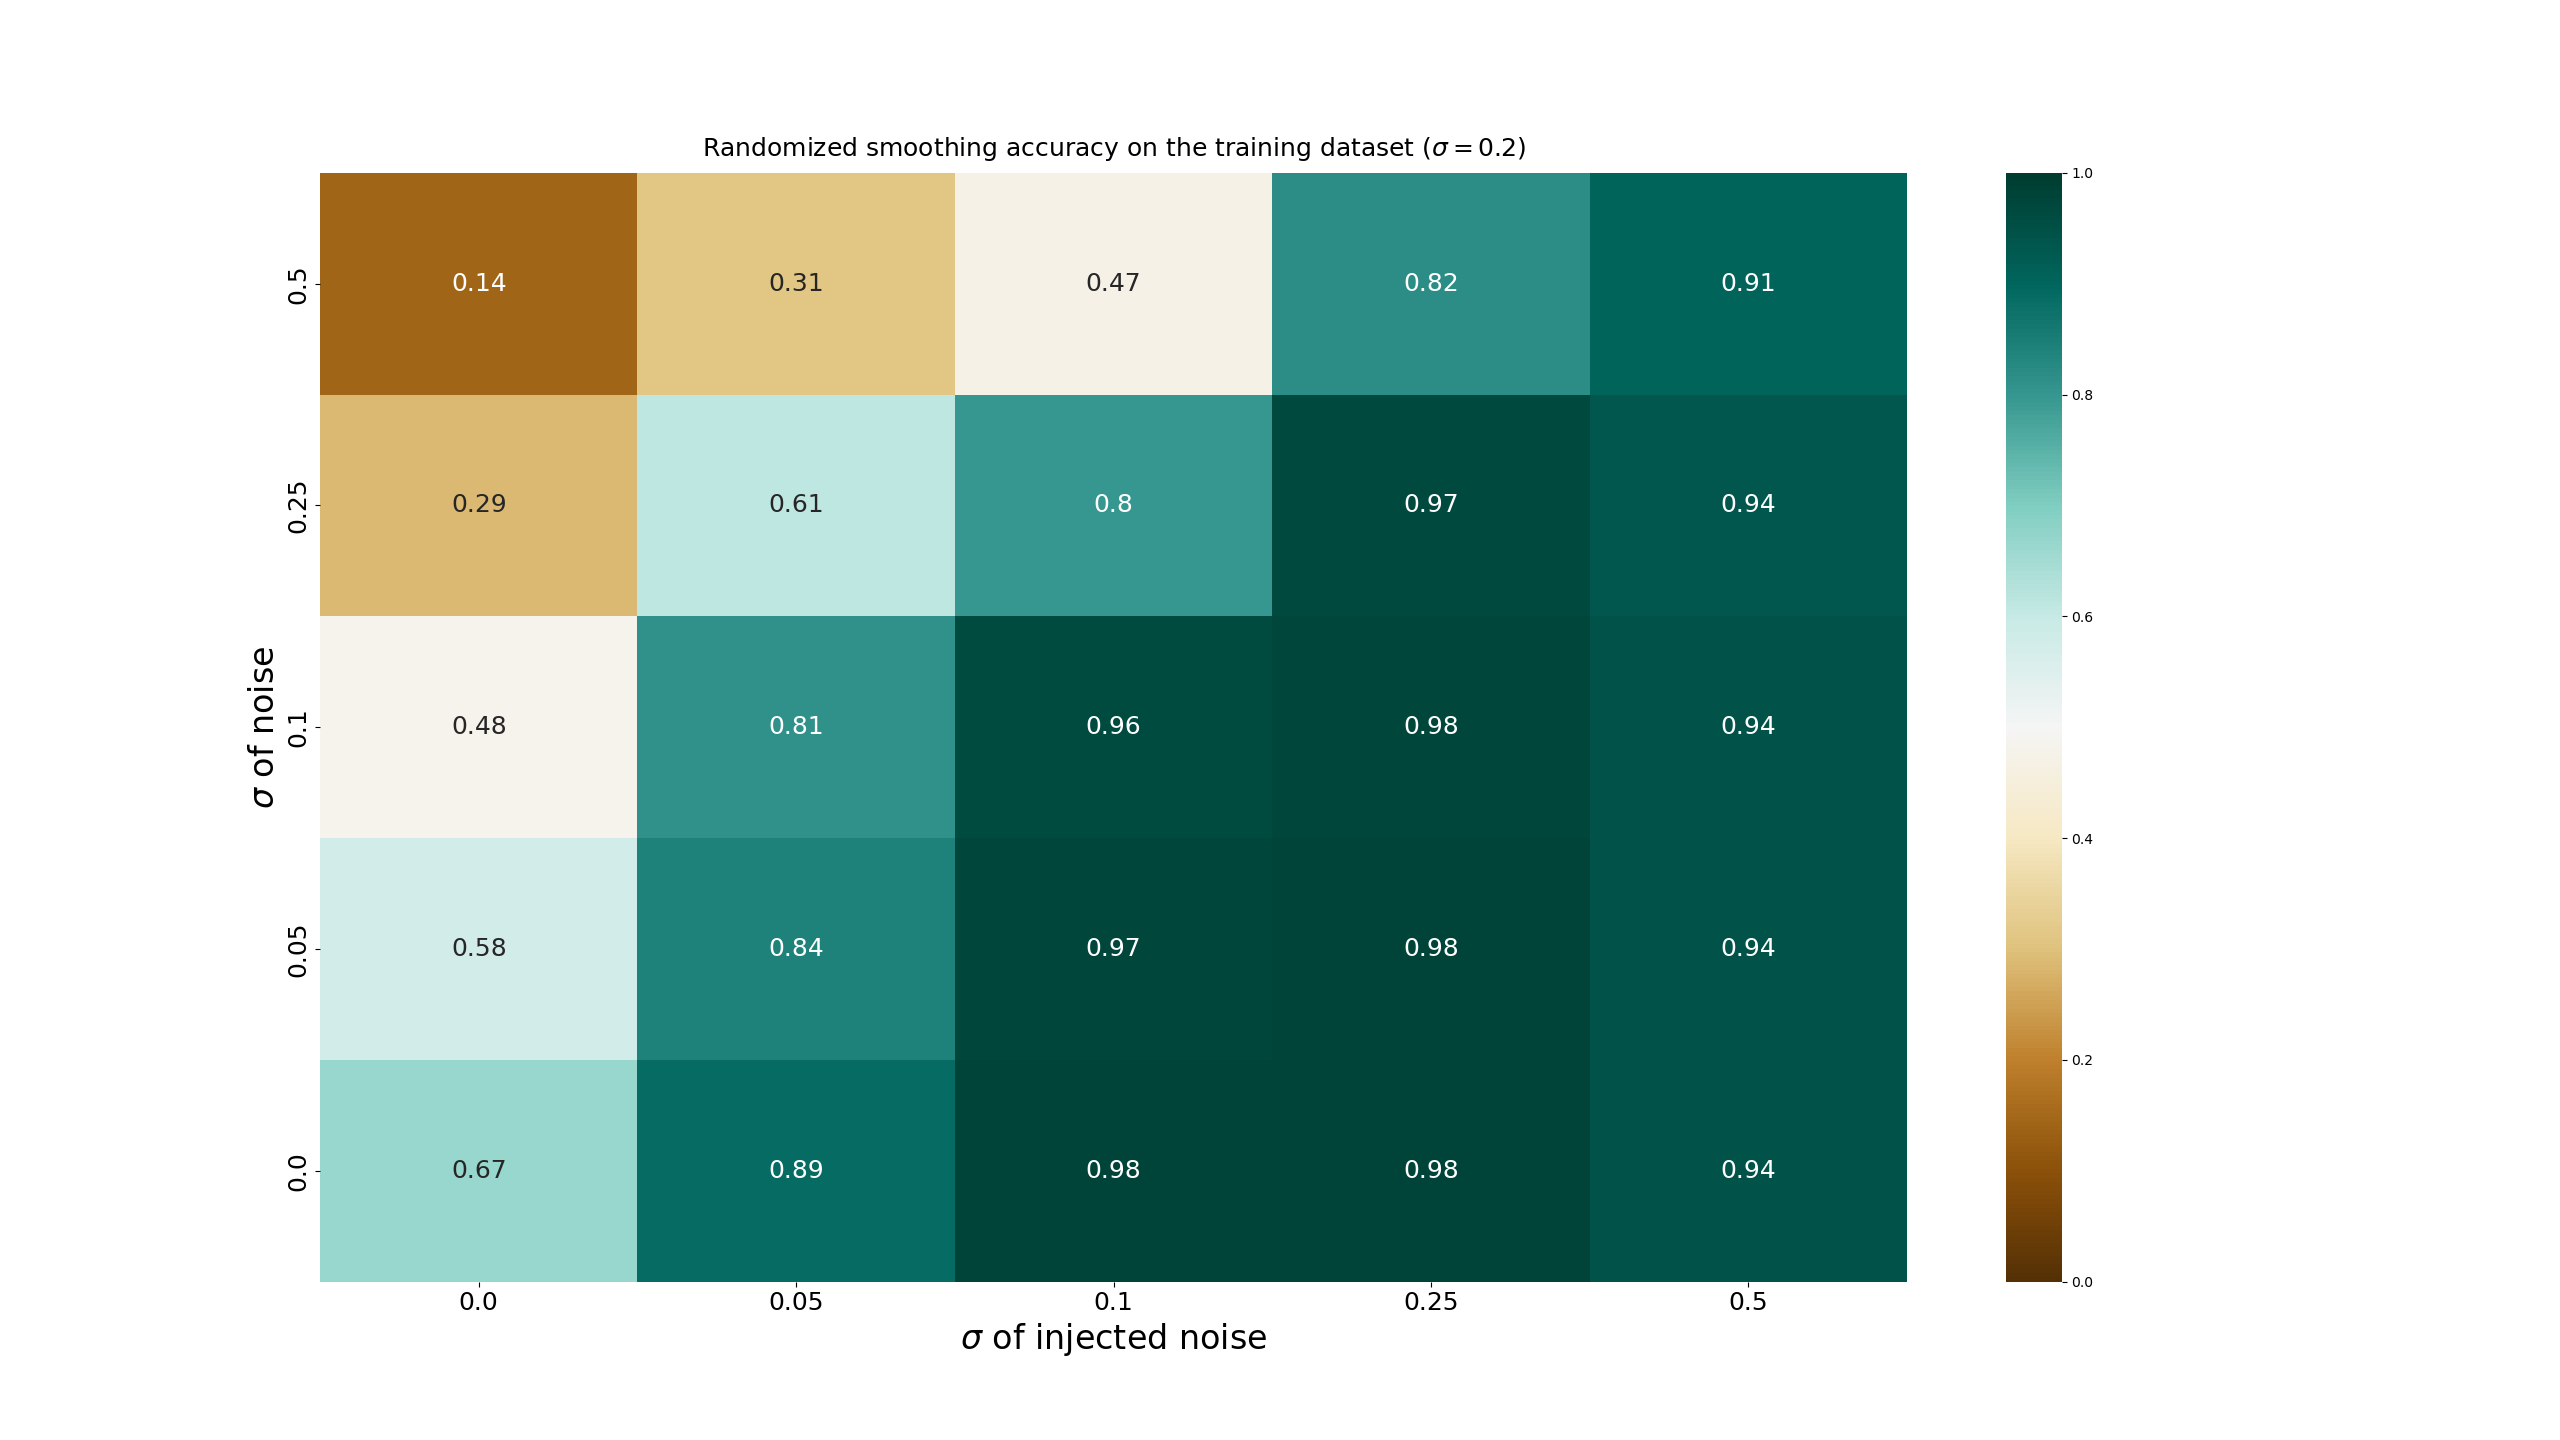 Randomized smoothing accuracy on the training dataset (σ = 0.2)
σ of noise
0.5 0.14 0.31 0.47 0.82 0.91
0.25 0.29 0.61 0.8 0.97 0.94
0.1 0.48 0.81 0.96 0.98 0.94
0.05 0.58 0.84 0.97 0.98 0.94
0.0 0.67 0.89 0.98 0.98 0.94
0.0 0.05 0.1 0.25 0.5
σ of injected noise
1.0
0.8
0.6
0.4
0.2
0.0